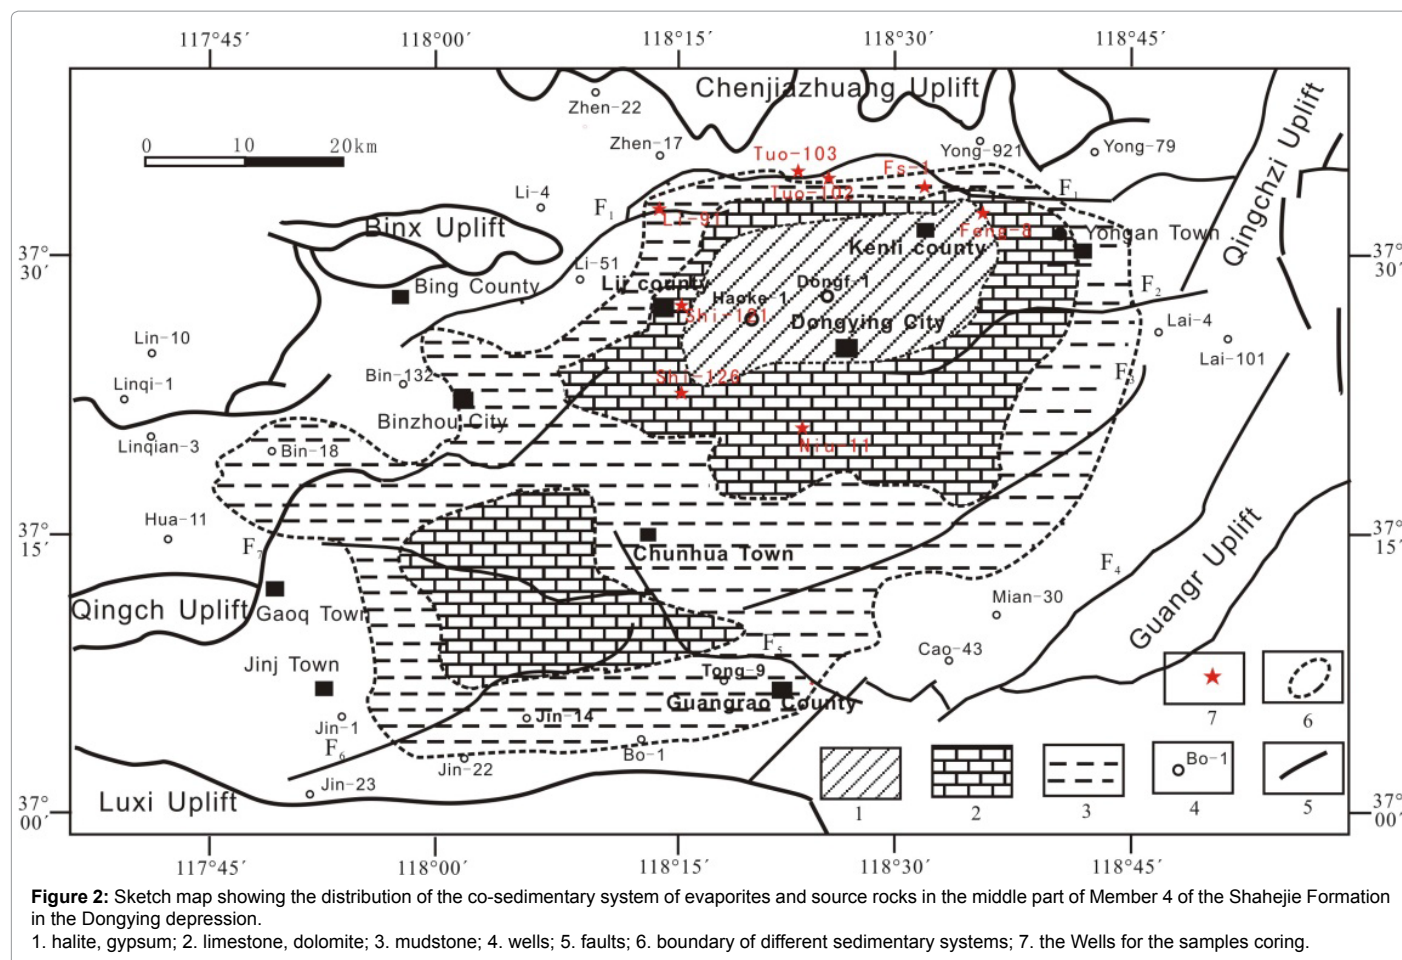 117°45′ 118°00′ 118°15′ 118°30′ 118°45′
Chenjiazhuang Uplift
Zhen-22
Qingchzi Uplift
0 10 20km
Zhen-17
Tuo-103
Yong-921
Yong-79
Fs-1
Tuo-102
Li-4
F1
F1
Li-91
Feng-8
Binx Uplift
Kenli county
Yongan Town
37°
30′
37°
30′
Li-51
Bing County
Lij county
Dongf-1
F2
Haoke-1
Shi-121
Dongying City
Lai-4
Lin-10
Lai-101
Linqi-1
Bin-132
Shi-126
F3
Binzhou City
Linqian-3
Bin-18
Niu-11
Hua-11
37°
15′
37°
15′
F7
Chunhua Town
F4
Guangr Uplift
Qingch Uplift
Gaoq Town
Mian-30
F5
Cao-43
Jinj Town
Tong-9
Guangrao County
7
6
Jin-1
Jin-14
F6
Bo-1
Bo-1
Jin-22
Jin-23
Luxi Uplift
37°
00′
1 2 3 4 5
37°
00′
117°45′ 118°00′ 118°15′ 118°30′ 118°45′
Figure 2: Sketch map showing the distribution of the co-sedimentary system of evaporites and source rocks in the middle part of Member 4 of the Shahejie Formation
in the Dongying depression.
1. halite, gypsum; 2. limestone, dolomite; 3. mudstone; 4. wells; 5. faults; 6. boundary of different sedimentary systems; 7. the Wells for the samples coring.